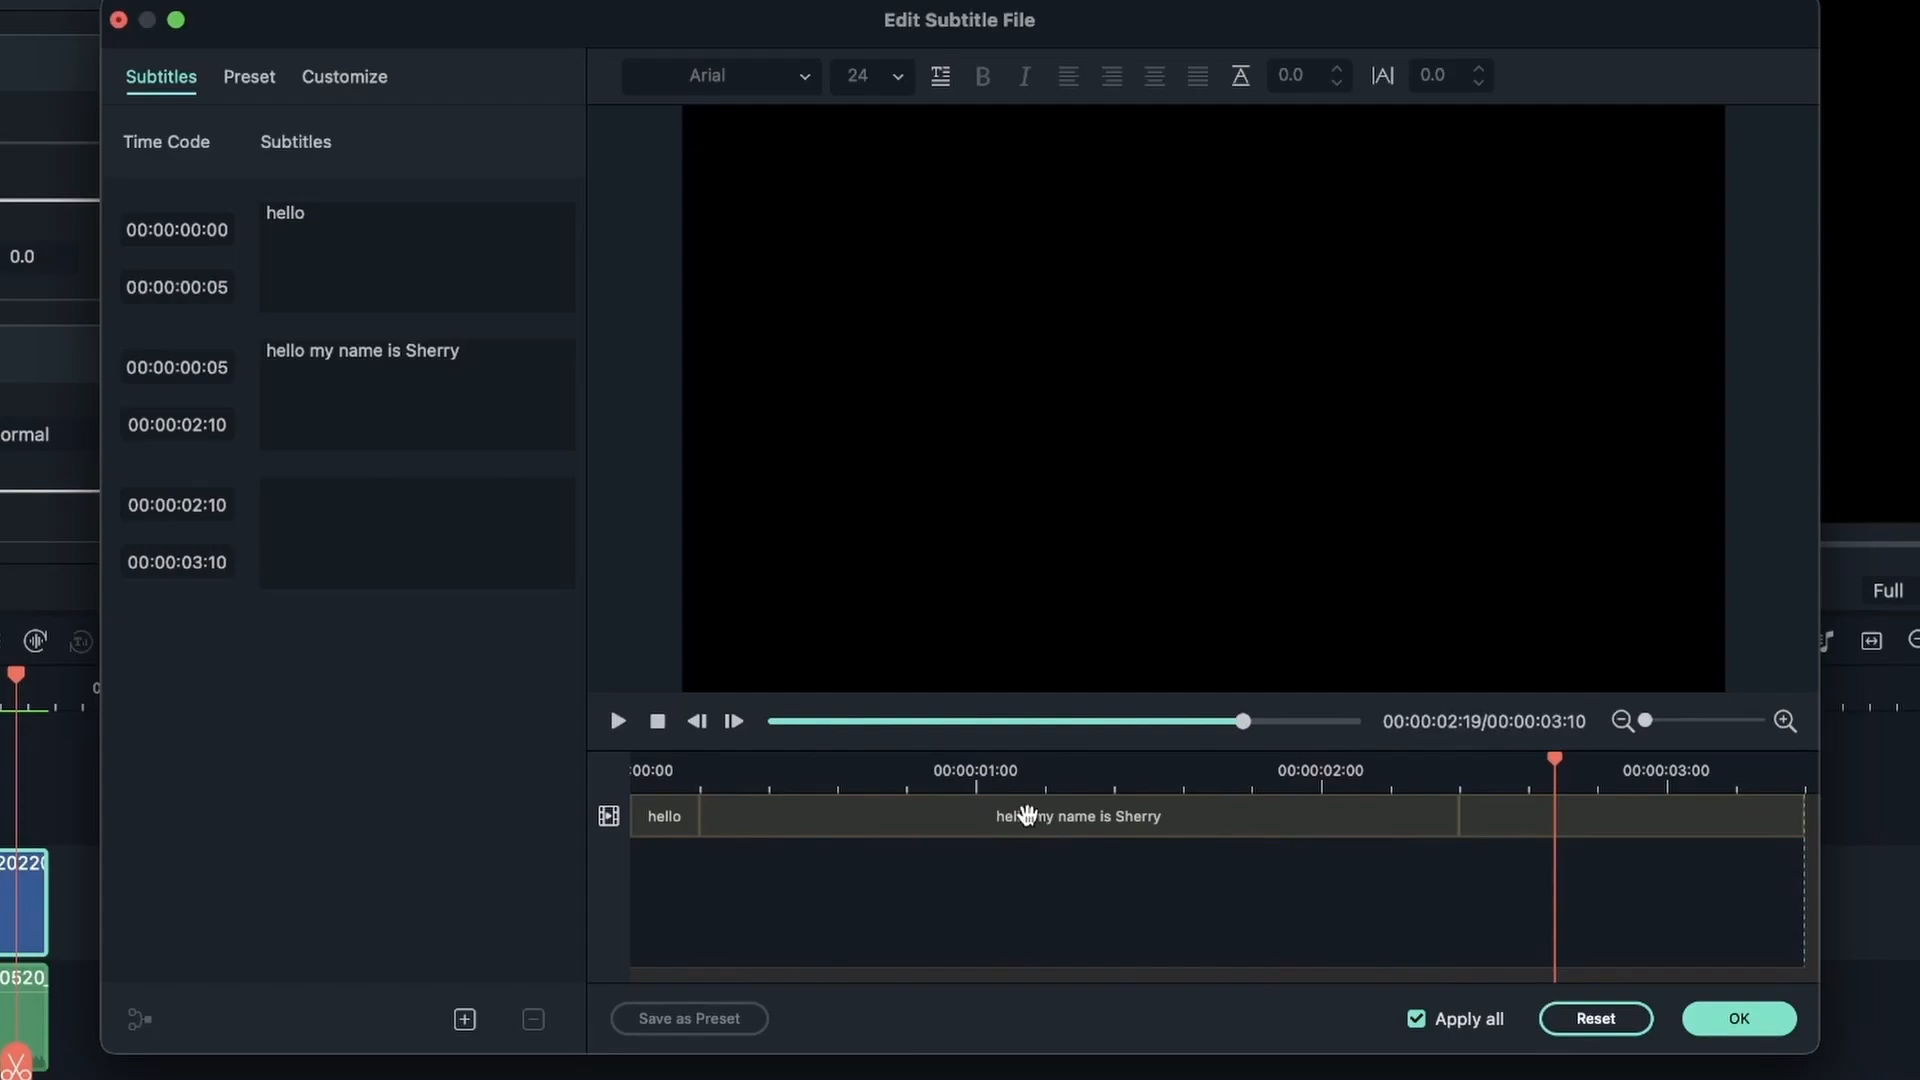 Edit Subtitle File
Subtitles Preset Customize
Arial 24 B I 0.0 0.0
Time Code Subtitles
00:00:00:00
00:00:00:05
hello
00:00:00:05
00:00:02:10
hello my name is Sherry
00:00:02:10
00:00:03:10
0.0
ormal
Full
00:00:02:19/00:00:03:10
:00:00 00:00:01:00 00:00:02:00 00:00:03:00
hello my name is Sherry
hello
0520_
Save as Preset Apply all Reset OK